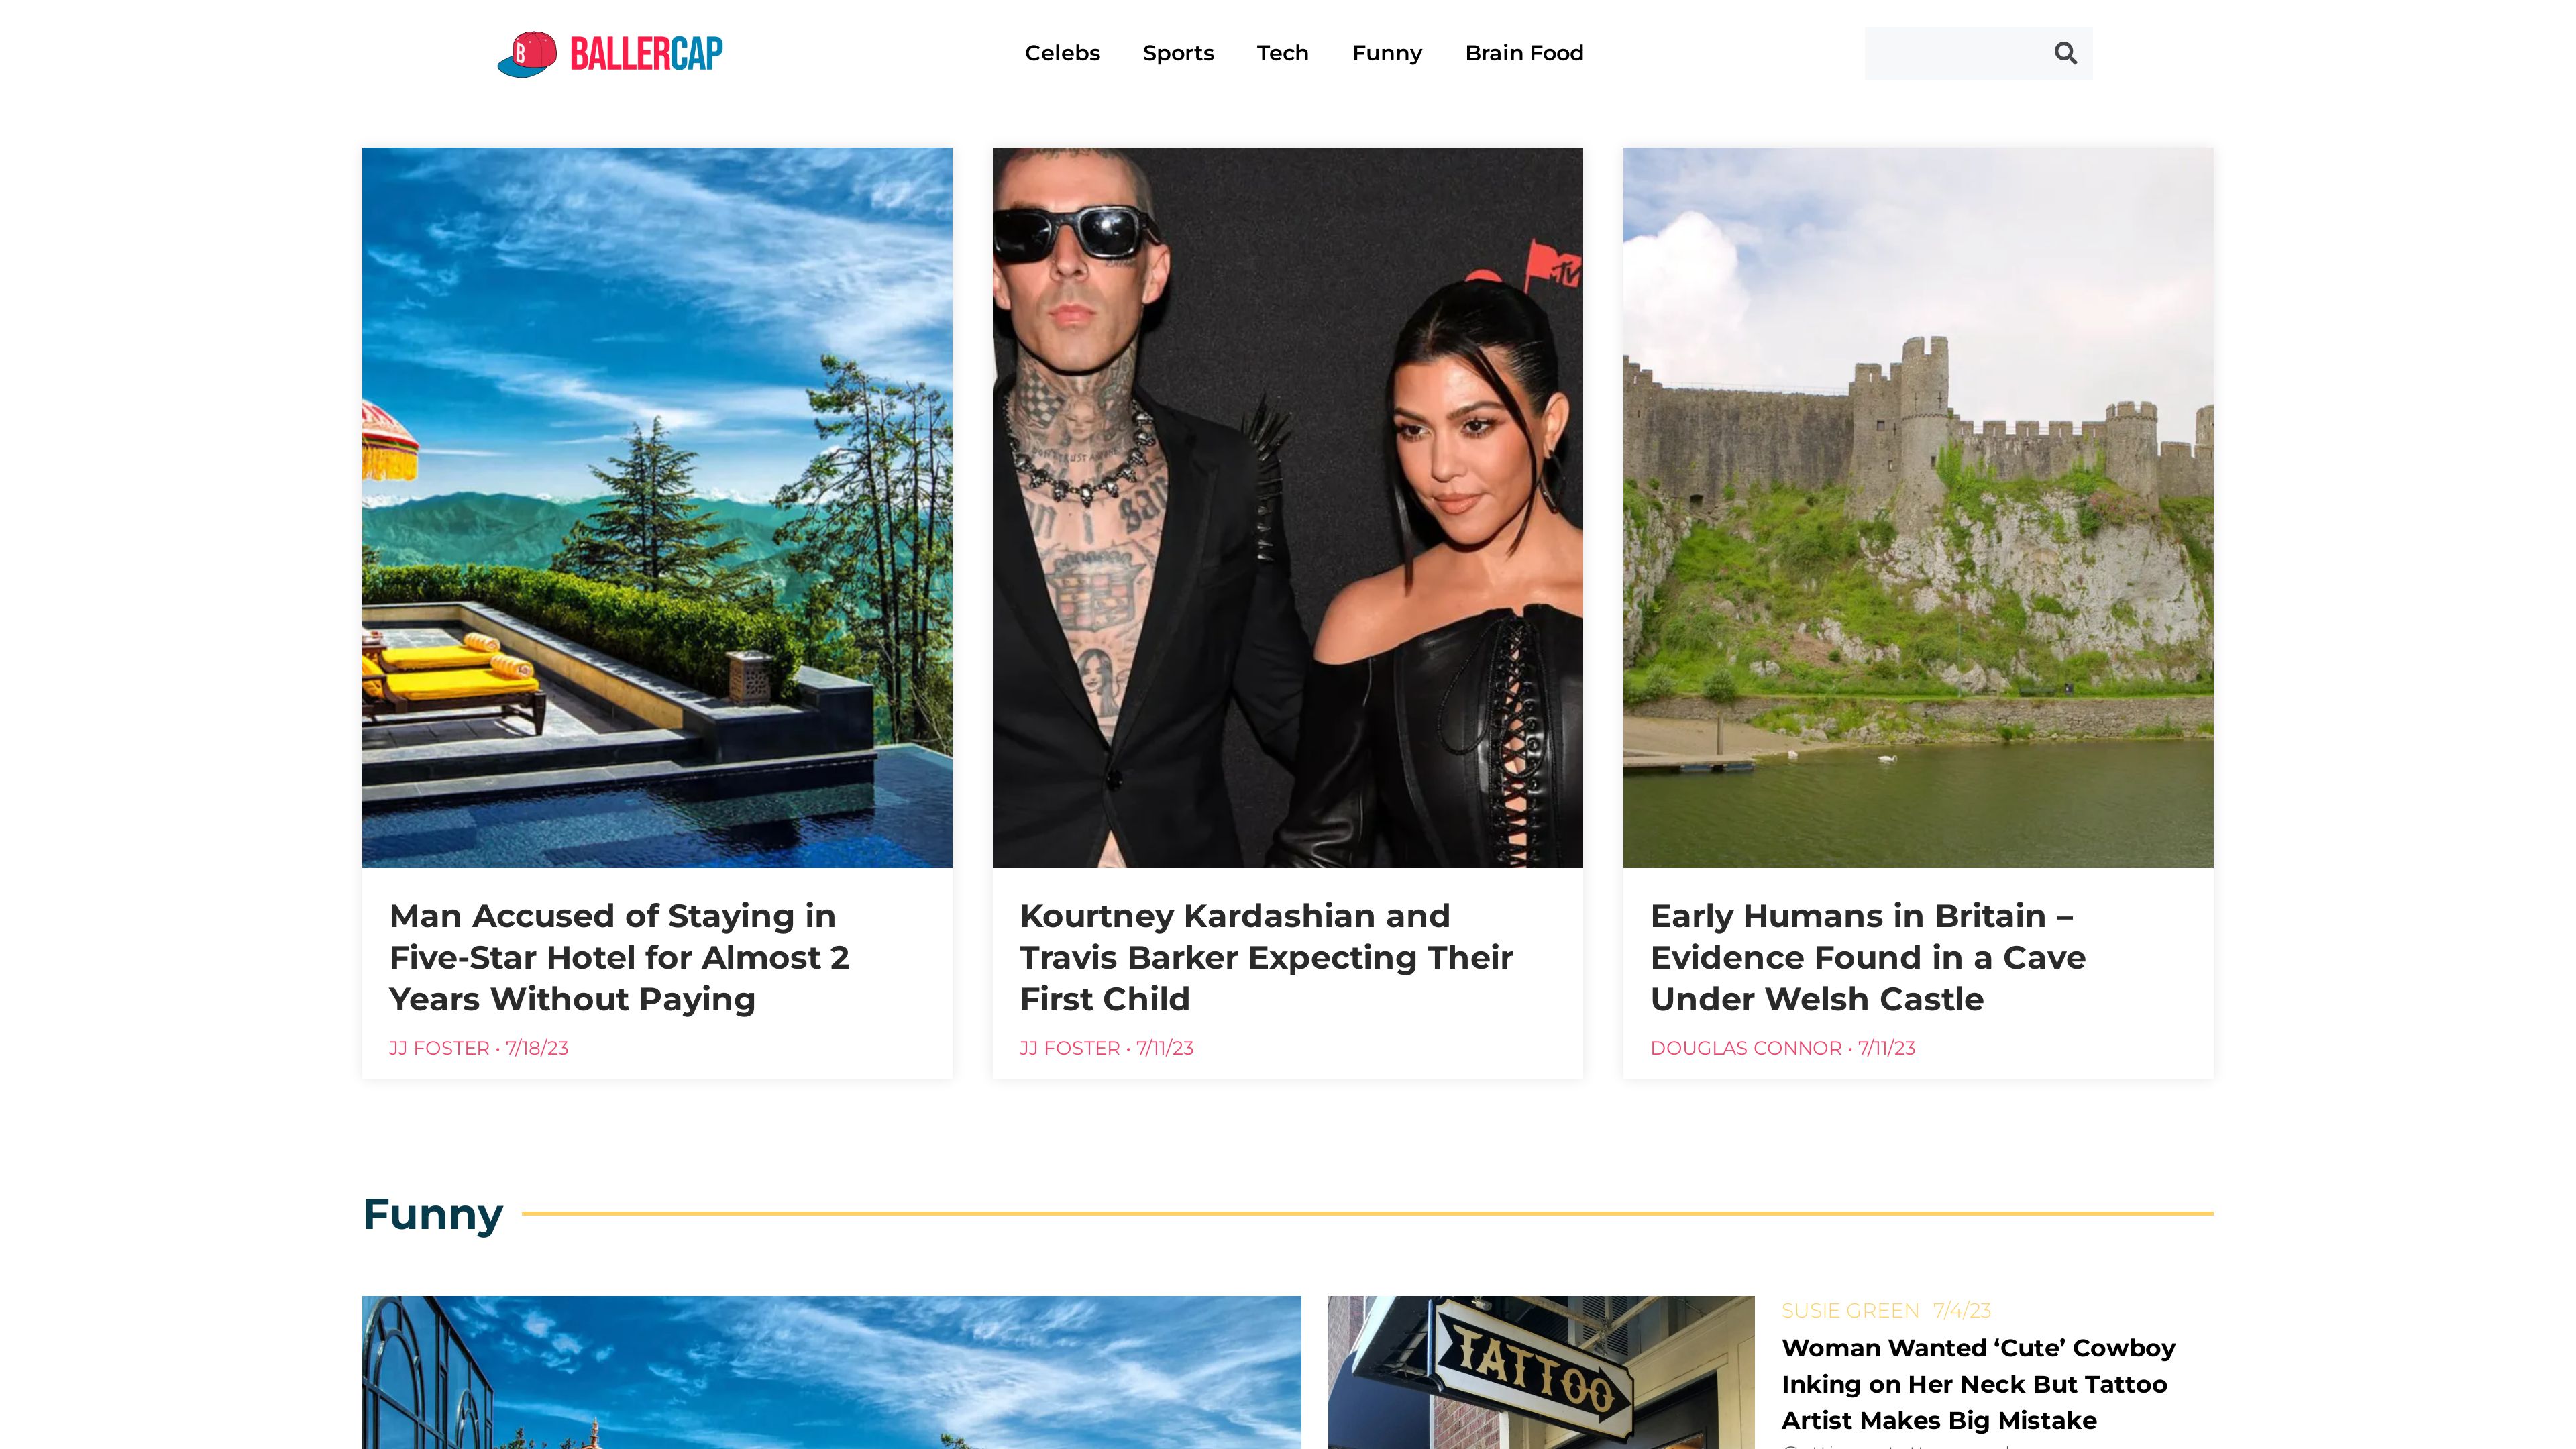 B BALLERCAP
Celebs Sports Tech Funny Brain Food
MTV
DON'T TRUST ANYONE
Man Accused of Staying in
Five-Star Hotel for Almost 2
Years Without Paying
JJ FOSTER • 7/18/23
Kourtney Kardashian and
Travis Barker Expecting Their
First Child
JJ FOSTER • 7/11/23
Early Humans in Britain –
Evidence Found in a Cave
Under Welsh Castle
DOUGLAS CONNOR • 7/11/23
Funny
TATTOO
SUSIE GREEN 7/4/23
Woman Wanted ‘Cute’ Cowboy
Inking on Her Neck But Tattoo
Artist Makes Big Mistake